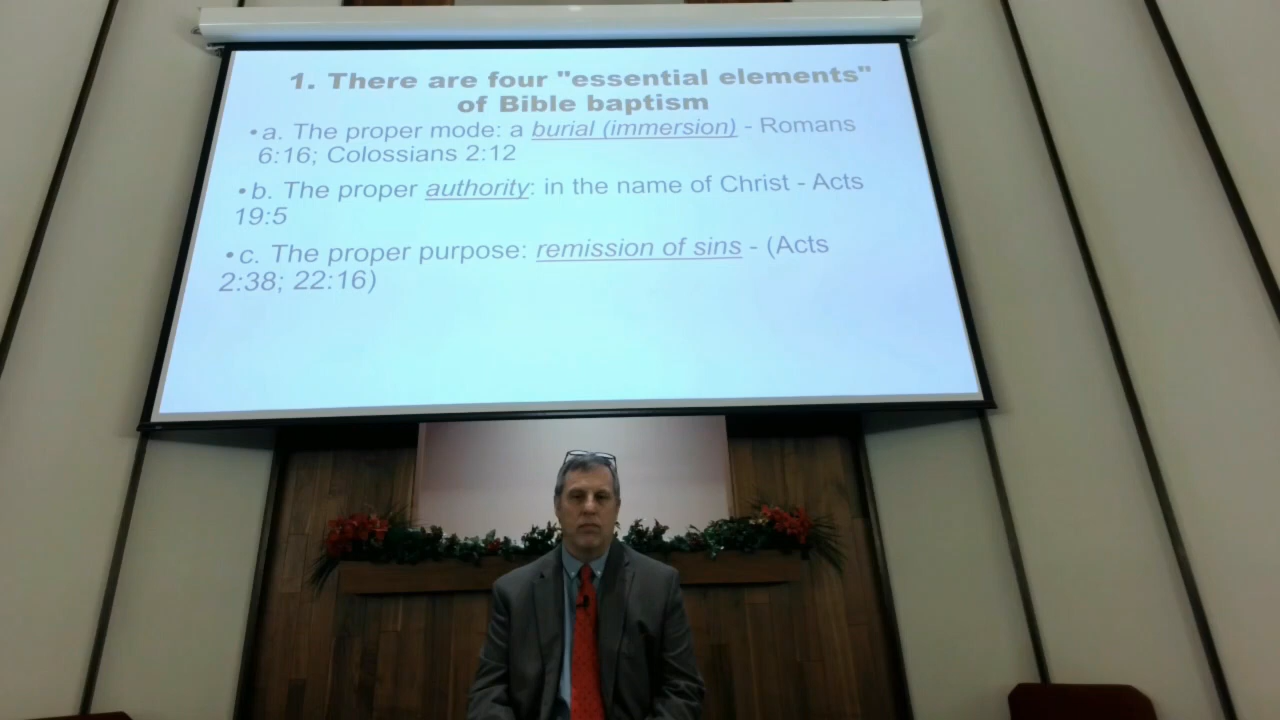 1. There are four "essential elements"
of Bible baptism
•a. The proper mode: a burial (immersion) - Romans
6:16; Colossians 2:12
•b. The proper authority: in the name of Christ - Acts
19:5
•c. The proper purpose: remission of sins - (Acts
2:38; 22:16)